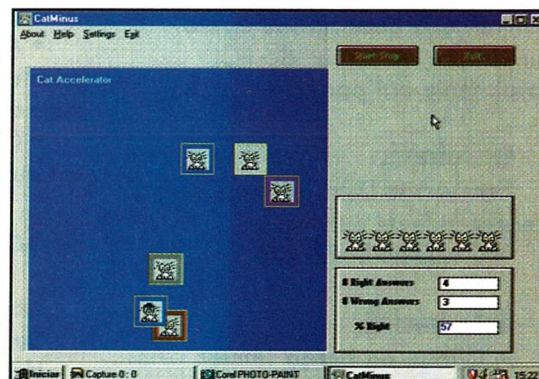 CatMinus
About Help Settings Exit
Start/Stop Exit
Cat Accelerator
# Right Answers 4
# Wrong Answers 3
% Right 57
Iniciar Capture 0 : 0 Corel PHOTO-PAINT CatMinus 15:22